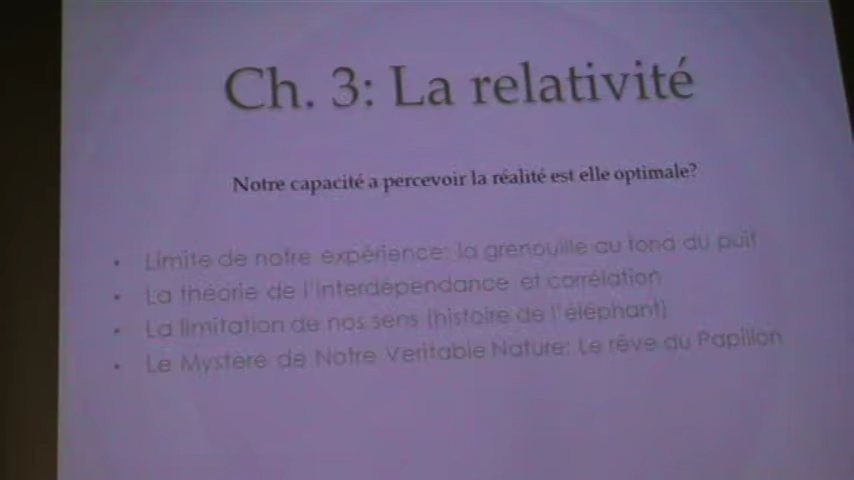 Ch. 3: La relativité
Notre capacité a percevoir la réalité est elle optimale?
• Limite de notre expérience: la grenouille au fond du puit
• La théorie de l'interdépendance et corrélation
• La limitation de nos sens (histoire de l'éléphant)
• Le Mystère de Notre Veritable Nature: Le rêve du Papillon